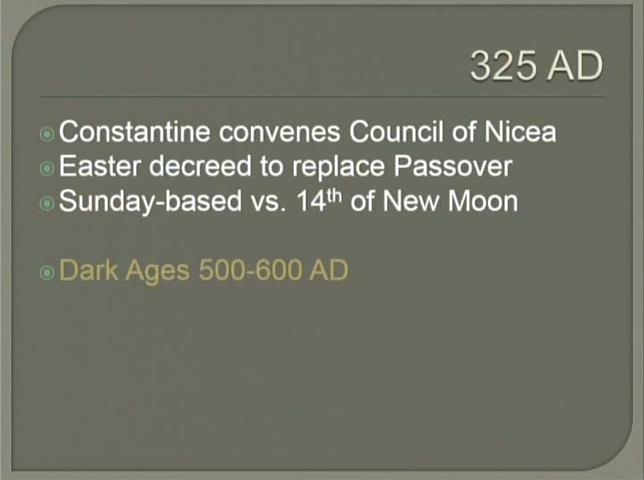 325 AD
Constantine convenes Council of Nicea
Easter decreed to replace Passover
Sunday-based vs. 14th of New Moon
Dark Ages 500-600 AD